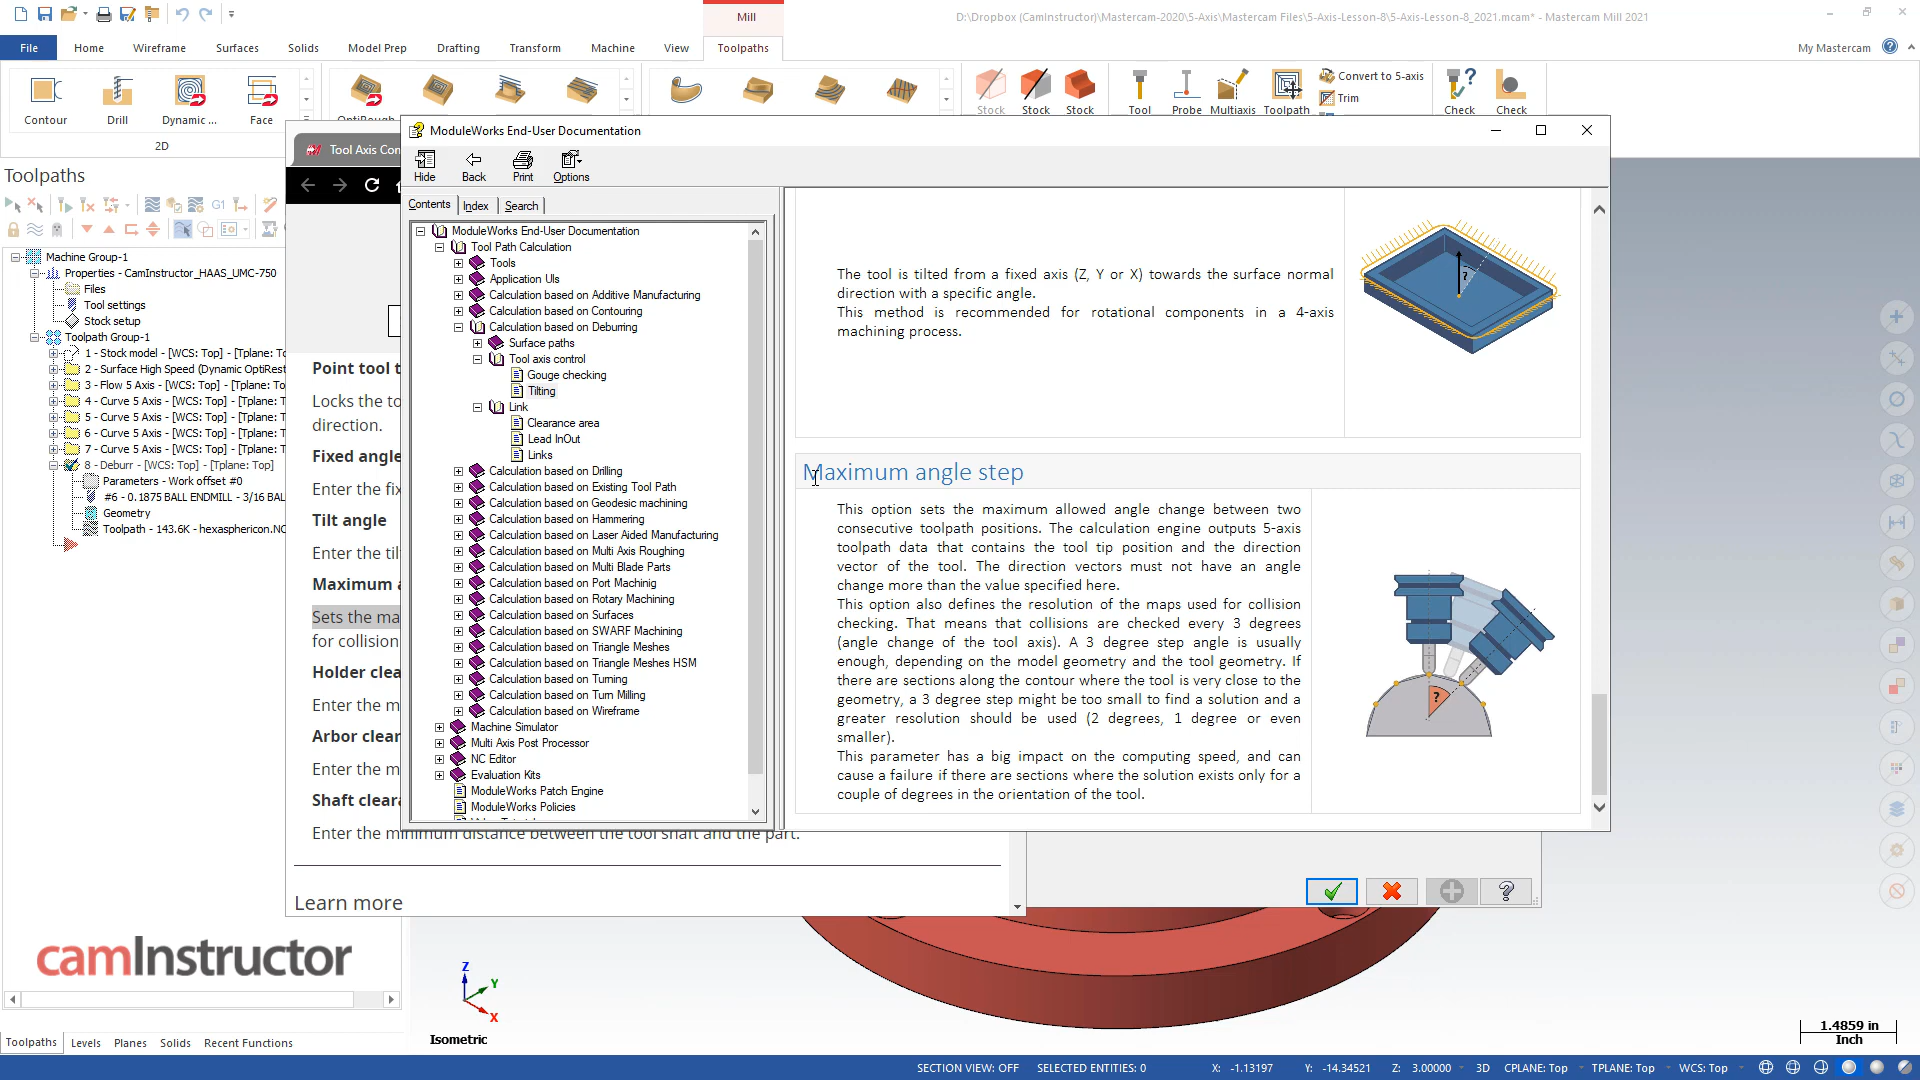 Mill
D:\Dropbox (CamInstructor)\Mastercam-2020\5-Axis\Mastercam Files\5-Axis-Lesson-8\5-Axis-Lesson-8_2021.mcam* - Mastercam Mill 2021
File Home Wireframe Surfaces Solids Model Prep Drafting Transform Machine View Toolpaths
My Mastercam
Contour Drill Dynamic ... Face
2D
Stock Stock Stock
Tool Probe Multiaxis Toolpath
Convert to 5-axis
Trim
Check Check
Toolpaths
G1
Machine Group-1
Properties - CamInstructor_HAAS_UMC-750
Files
Tool settings
Stock setup
Toolpath Group-1
1 - Stock model - [WCS: Top] - [Tplane: T
2 - Surface High Speed (Dynamic OptiRest
3 - Flow 5 Axis - [WCS: Top] - [Tplane: T
4 - Curve 5 Axis - [WCS: Top] - [Tplane: T
5 - Curve 5 Axis - [WCS: Top] - [Tplane: T
6 - Curve 5 Axis - [WCS: Top] - [Tplane: T
7 - Curve 5 Axis - [WCS: Top] - [Tplane: T
8 - Deburr - [WCS: Top] - [Tplane: Top]
Parameters - Work offset #0
#6 - 0.1875 BALL ENDMILL - 3/16 BAL
Geometry
Toolpath - 143.6K - hexasphericon.NC
Tool Axis Con
Point tool t
Locks the to
direction.
Fixed angle
Enter the fix
Tilt angle
Enter the til
Maximum a
Sets the ma
for collision
Holder clea
Enter the m
Arbor clear
Enter the m
Shaft cleara
Enter the minimum distance between the tool shaft and the part.
Learn more
ModuleWorks End-User Documentation
Hide Back Print Options
Contents Index Search
ModuleWorks End-User Documentation
Tool Path Calculation
Tools
Application UIs
Calculation based on Additive Manufacturing
Calculation based on Contouring
Calculation based on Deburring
Surface paths
Tool axis control
Gouge checking
Tilting
Link
Clearance area
Lead InOut
Links
Calculation based on Drilling
Calculation based on Existing Tool Path
Calculation based on Geodesic machining
Calculation based on Hammering
Calculation based on Laser Aided Manufacturing
Calculation based on Multi Axis Roughing
Calculation based on Multi Blade Parts
Calculation based on Port Machinig
Calculation based on Rotary Machining
Calculation based on Surfaces
Calculation based on SWARF Machining
Calculation based on Triangle Meshes
Calculation based on Triangle Meshes HSM
Calculation based on Turning
Calculation based on Turn Milling
Calculation based on Wireframe
Machine Simulator
Multi Axis Post Processor
NC Editor
Evaluation Kits
ModuleWorks Patch Engine
ModuleWorks Policies
The tool is tilted from a fixed axis (Z, Y or X) towards the surface normal
direction with a specific angle.
This method is recommended for rotational components in a 4-axis
machining process.
?
Maximum angle step
This option sets the maximum allowed angle change between two
consecutive toolpath positions. The calculation engine outputs 5-axis
toolpath data that contains the tool tip position and the direction
vector of the tool. The direction vectors must not have an angle
change more than the value specified here.
This option also defines the resolution of the maps used for collision
checking. That means that collisions are checked every 3 degrees
(angle change of the tool axis). A 3 degree step angle is usually
enough, depending on the model geometry and the tool geometry. If
there are sections along the contour where the tool is very close to the
geometry, a 3 degree step might be too small to find a solution and a
greater resolution should be used (2 degrees, 1 degree or even
smaller).
This parameter has a big impact on the computing speed, and can
cause a failure if there are sections where the solution exists only for a
couple of degrees in the orientation of the tool.
?
camInstructor
Z
Y
X
Isometric
1.4859 in
Inch
Toolpaths Levels Planes Solids Recent Functions
SECTION VIEW: OFF SELECTED ENTITIES: 0 X: -1.13197 Y: -14.34521 Z: 3.00000 3D CPLANE: Top TPLANE: Top WCS: Top